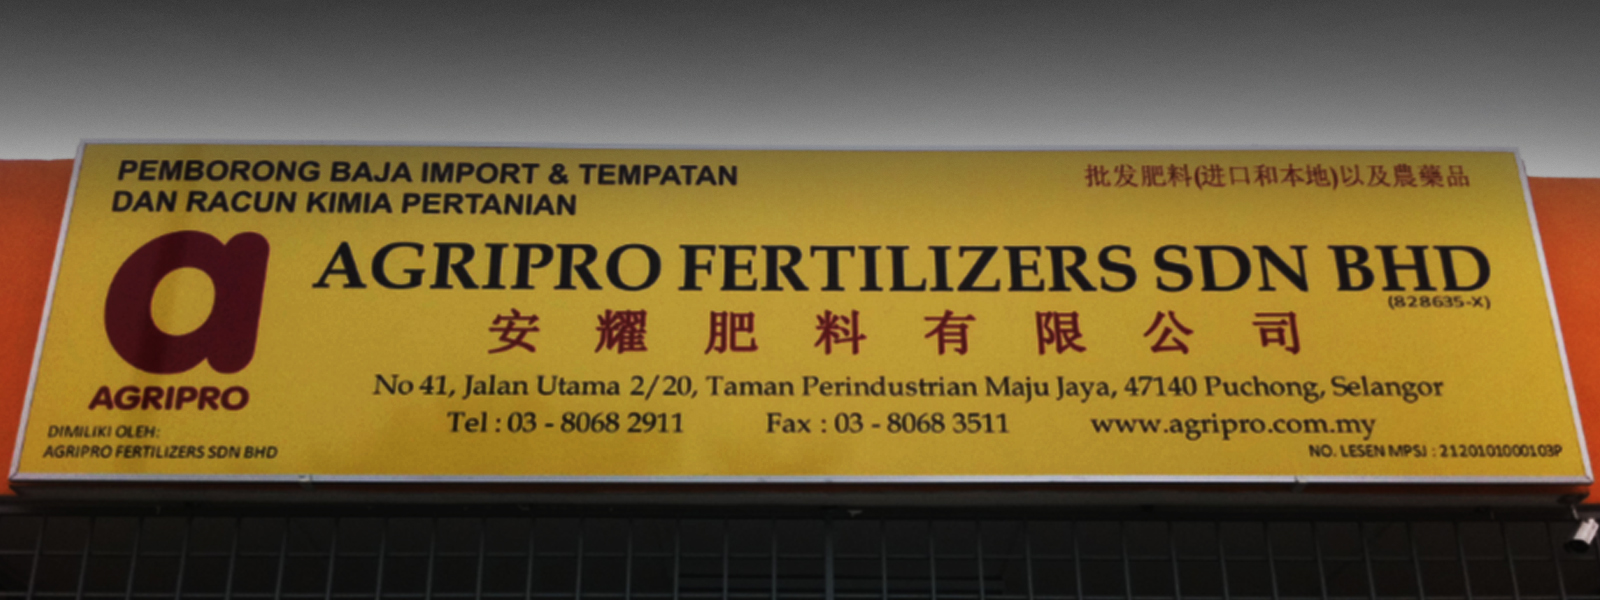 PEMBORONG BAJA IMPORT & TEMPATAN
DAN RACUN KIMIA PERTANIAN
批发肥料(进口和本地)以及農藥品
AGRIPRO FERTILIZERS SDN BHD
(828635-X)
安耀肥料有限公司
a
AGRIPRO
No 41, Jalan Utama 2/20, Taman Perindustrian Maju Jaya, 47140 Puchong, Selangor
Tel : 03 - 8068 2911 Fax : 03 - 8068 3511 www.agripro.com.my
DIMILIKI OLEH:
AGRIPRO FERTILIZERS SDN BHD
NO. LESEN MPSJ : 2120101000103P